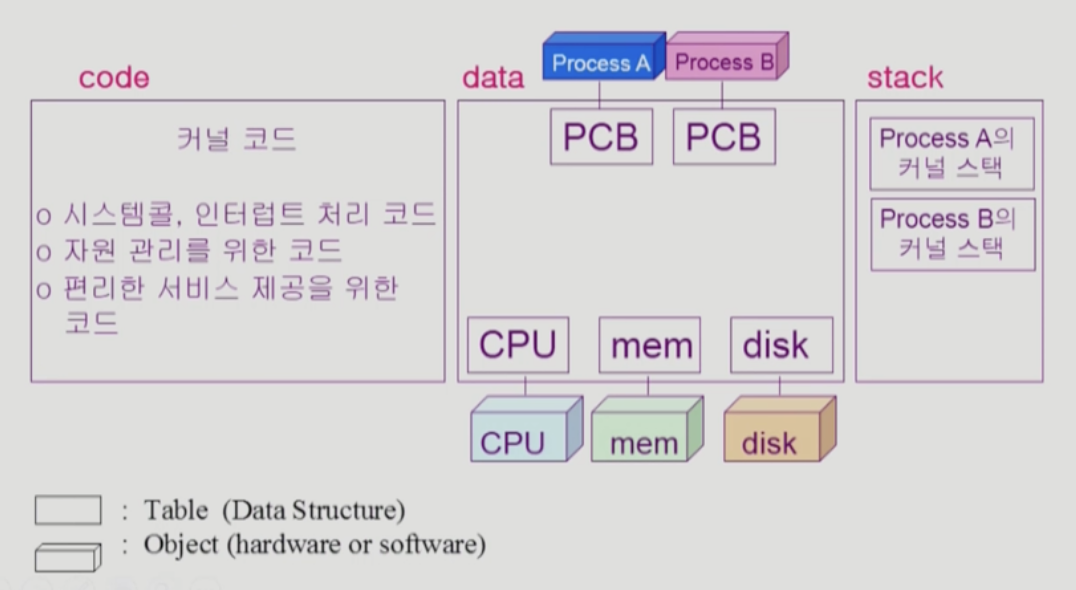 code
data
Process A
Process B
stack
커널 코드
o 시스템콜, 인터럽트 처리 코드
o 자원 관리를 위한 코드
o 편리한 서비스 제공을 위한
코드
PCB
PCB
CPU
mem
disk
CPU
mem
disk
Process A의
커널 스택
Process B의
커널 스택
: Table (Data Structure)
: Object (hardware or software)